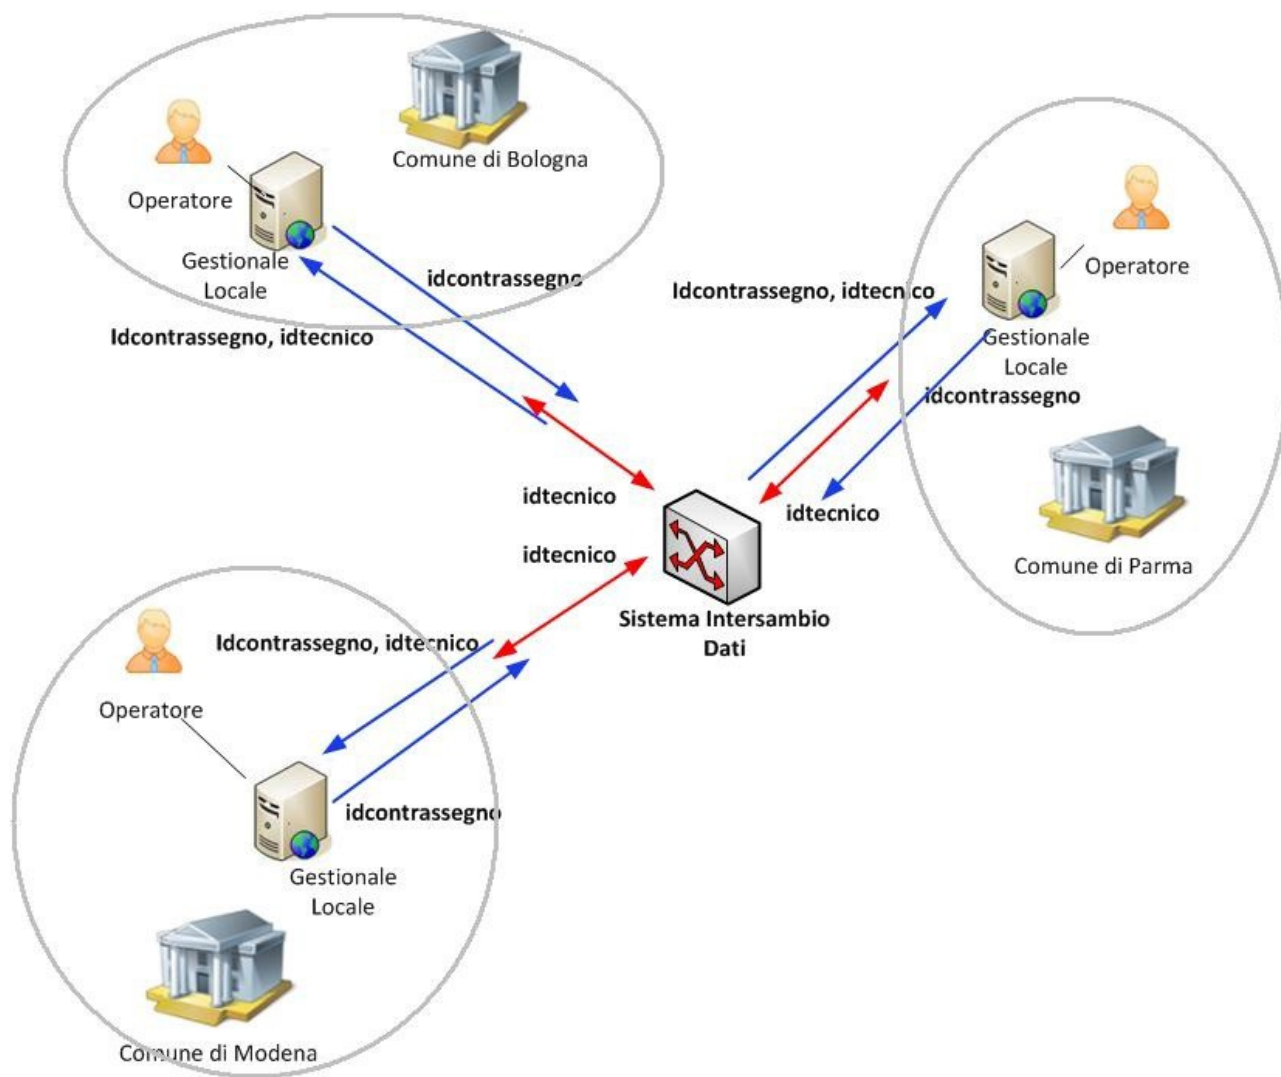 Comune di Bologna
Operatore
Gestionale
Locale
idcontrassegno
Idcontrassegno, idtecnico
Idcontrassegno, idtecnico
Operatore
Gestionale
Locale
idcontrassegno
idtecnico
idtecnico
Comune di Parma
idtecnico
Sistema Intersambio
Dati
Idcontrassegno, idtecnico
Operatore
idcontrassegno
Gestionale
Locale
Comune di Modena